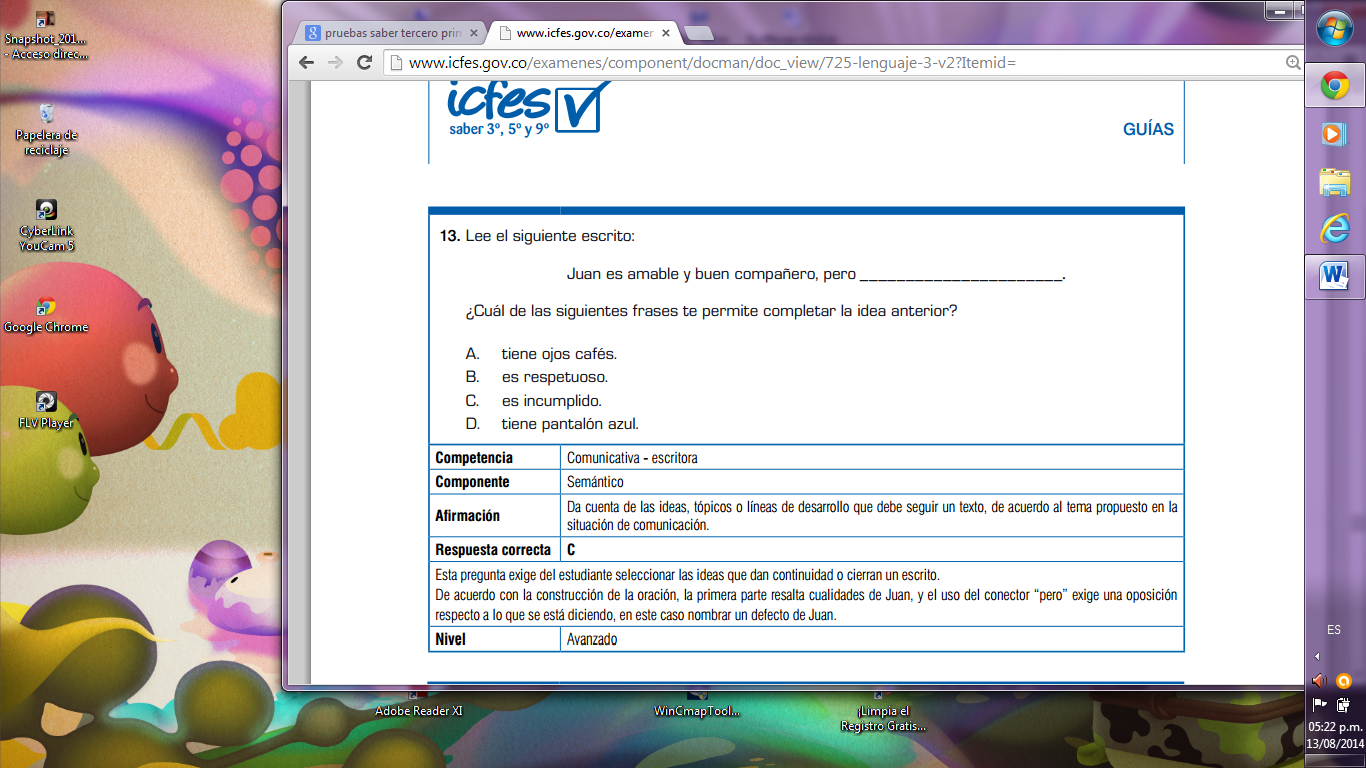 Snapshot_201...
- Acceso direc...
Papelera de
reciclaje
CyberLink
YouCam 5
Google Chrome
FLV Player
pruebas saber tercero prin
www.icfes.gov.co/examer
www.icfes.gov.co/examenes/component/docman/doc_view/725-lenguaje-3-v2?Itemid=
icfes
saber 3º, 5º y 9º
GUÍAS
13. Lee el siguiente escrito:
Juan es amable y buen compañero, pero ______________________.
¿Cuál de las siguientes frases te permite completar la idea anterior?
A. tiene ojos cafés.
B. es respetuoso.
C. es incumplido.
D. tiene pantalón azul.
Competencia Comunicativa - escritora
Componente Semántico
Afirmación Da cuenta de las ideas, tópicos o líneas de desarrollo que debe seguir un texto, de acuerdo al tema propuesto en la
situación de comunicación.
Respuesta correcta C
Esta pregunta exige del estudiante seleccionar las ideas que dan continuidad o cierran un escrito.
De acuerdo con la construcción de la oración, la primera parte resalta cualidades de Juan, y el uso del conector “pero” exige una oposición
respecto a lo que se está diciendo, en este caso nombrar un defecto de Juan.
Nivel Avanzado
Adobe Reader XI
WinCmapTool...
¡Limpia el
Registro Gratis...
ES
05:22 p.m.
13/08/2014